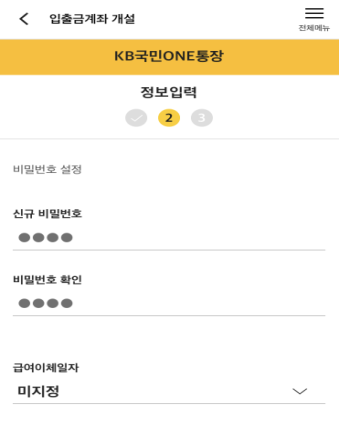 입출금계좌 개설
전체메뉴
KB국민ONE통장
정보입력
2 3
비밀번호 설정
신규 비밀번호
●●●●
비밀번호 확인
●●●●
급여이체일자
미지정